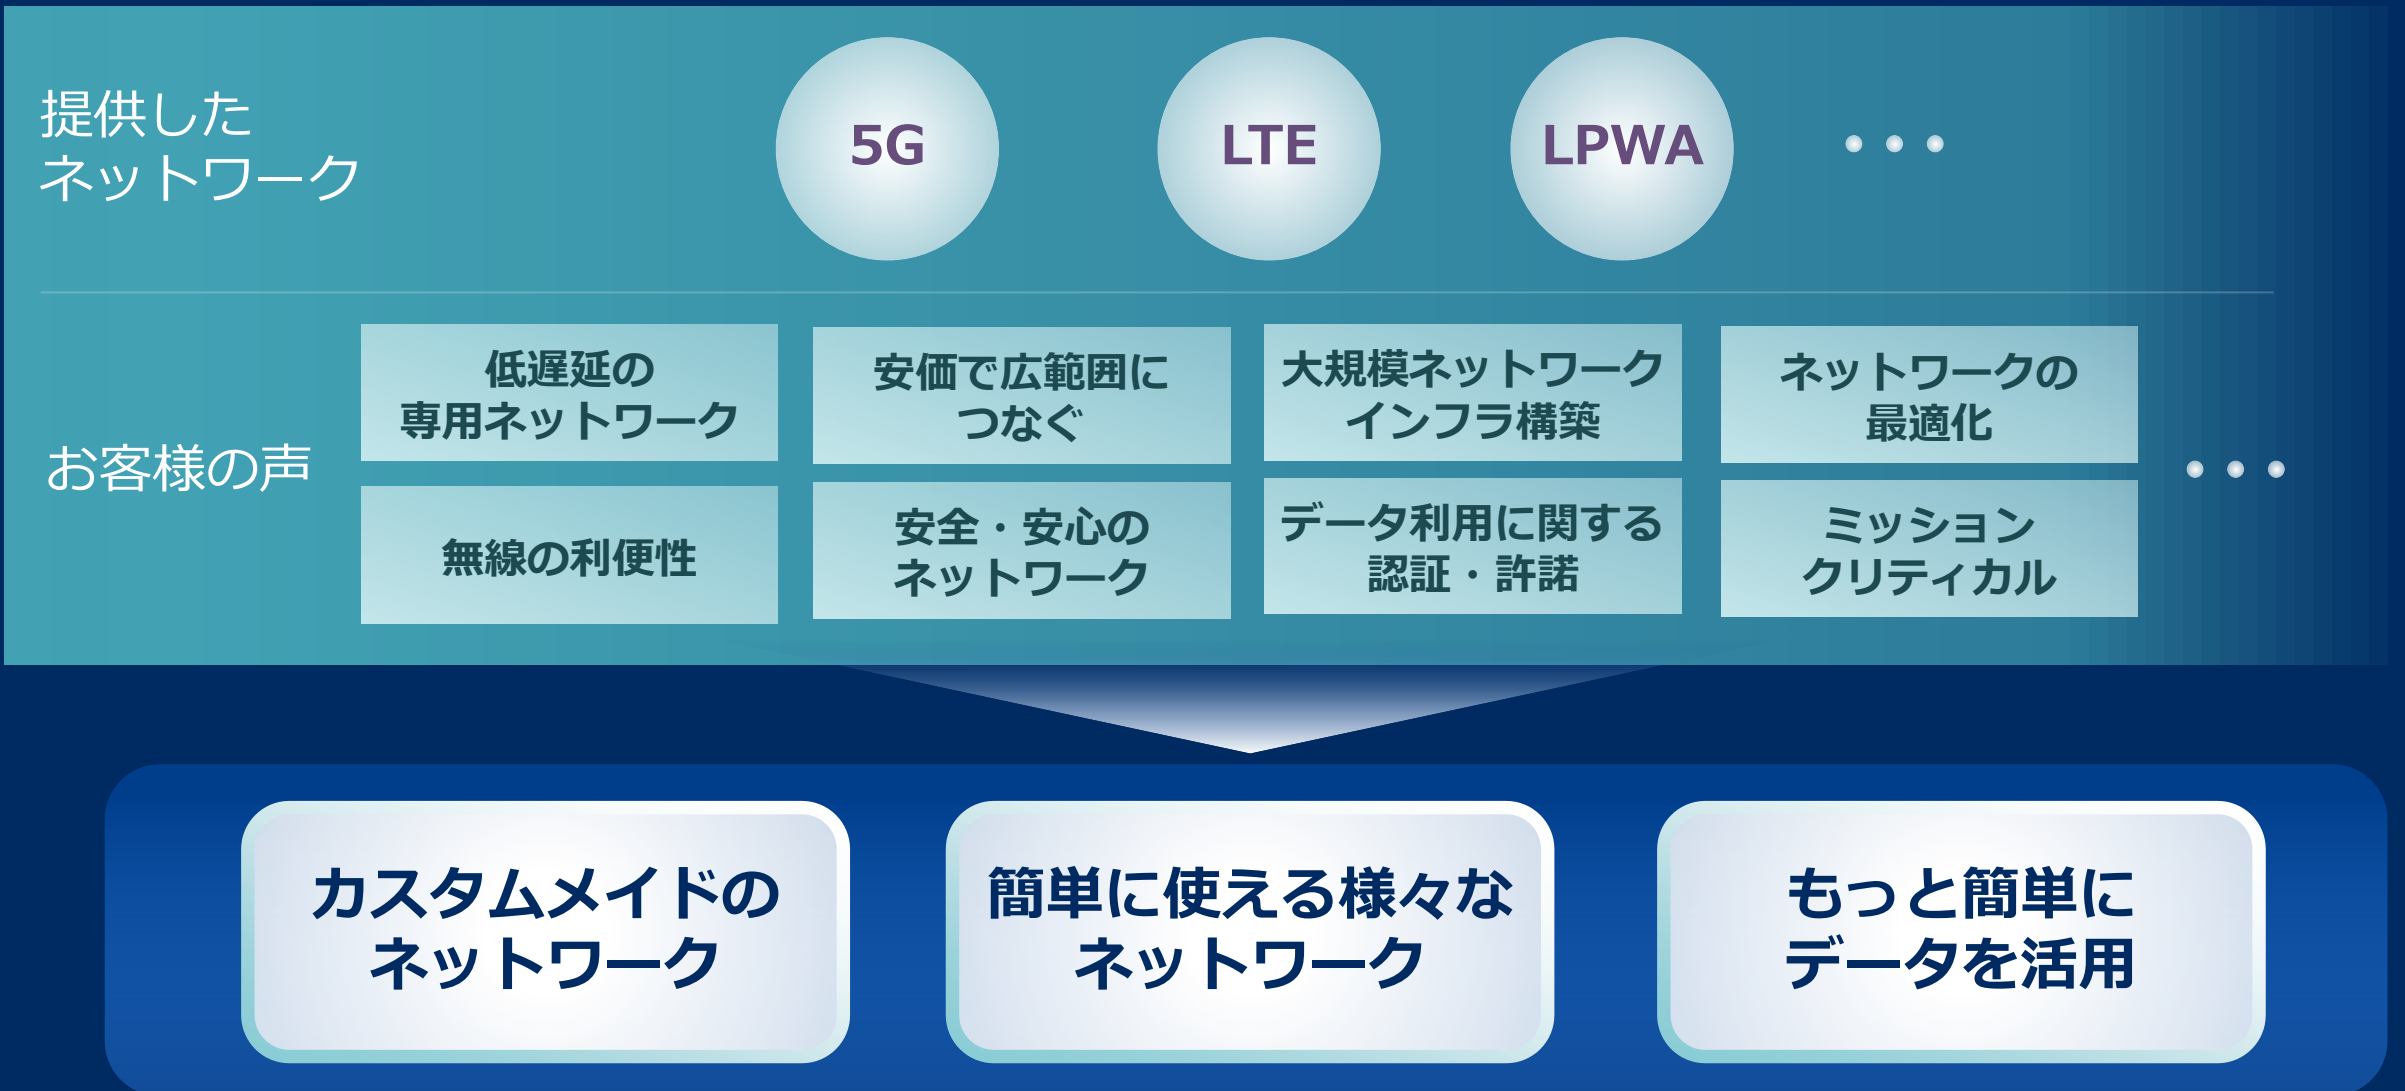 提供した
ネットワーク
5G
LTE
LPWA
お客様の声
低遅延の
専用ネットワーク
安価で広範囲に
つなぐ
大規模ネットワーク
インフラ構築
ネットワークの
最適化
無線の利便性
安全・安心の
ネットワーク
データ利用に関する
認証・許諾
ミッション
クリティカル
カスタムメイドの
ネットワーク
簡単に使える様々な
ネットワーク
もっと簡単に
データを活用